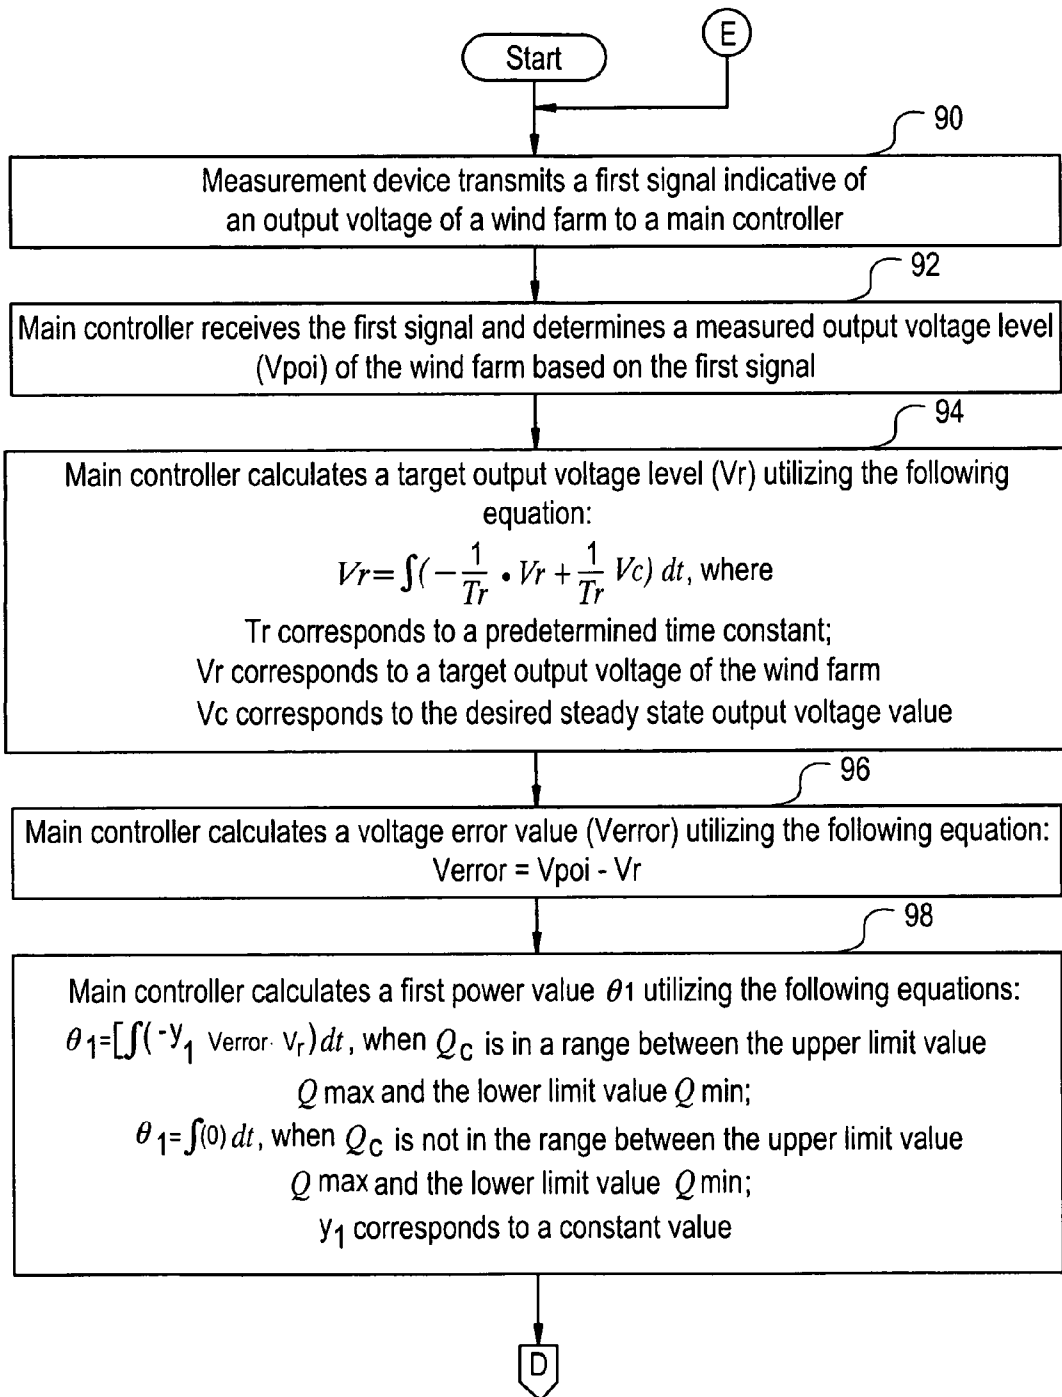 Start
E
90
Measurement device transmits a first signal indicative of
an output voltage of a wind farm to a main controller
92
Main controller receives the first signal and determines a measured output voltage level
(Vpoi) of the wind farm based on the first signal
94
Main controller calculates a target output voltage level (Vr) utilizing the following
equation:
Vr=∫(-1/Tr • Vr + 1/Tr Vc) dt, where
Tr corresponds to a predetermined time constant;
Vr corresponds to a target output voltage of the wind farm
Vc corresponds to the desired steady state output voltage value
96
Main controller calculates a voltage error value (Verror) utilizing the following equation:
Verror = Vpoi - Vr
98
Main controller calculates a first power value θ1 utilizing the following equations:
θ1=[∫(-y1 Verror· Vr)dt, when Qc is in a range between the upper limit value
Q max and the lower limit value Q min;
θ1=∫(0) dt, when Qc is not in the range between the upper limit value
Q max and the lower limit value Q min;
y1 corresponds to a constant value
D